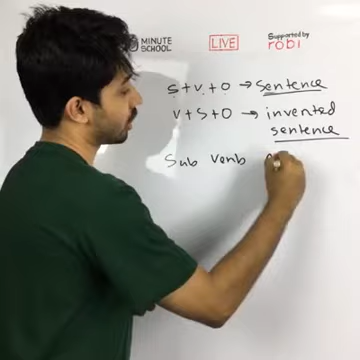 MINUTE
SCHOOL
LIVE
Supported by
robi
S + V + O → Sentence
V + S + O → invented
sentence
Sub Verb